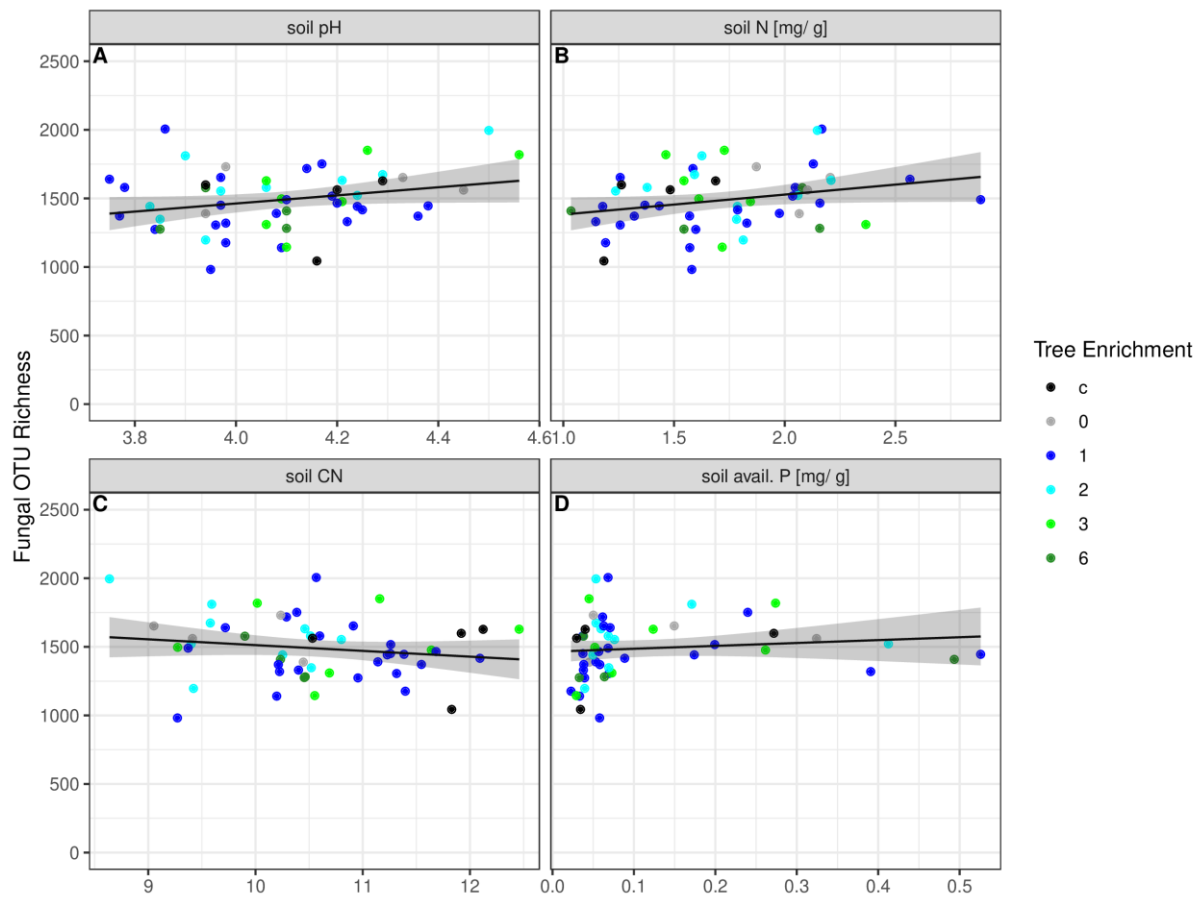 soil pH
soil N [mg/ g]
A
B
2500
2000
1500
1000
500
0
3.8 4.0 4.2 4.4 4.6
1.0 1.5 2.0 2.5
soil CN
soil avail. P [mg/ g]
C
D
2500
2000
1500
1000
500
0
9 10 11 12
0.0 0.1 0.2 0.3 0.4 0.5
Fungal OTU Richness
Tree Enrichment
c
0
1
2
3
6